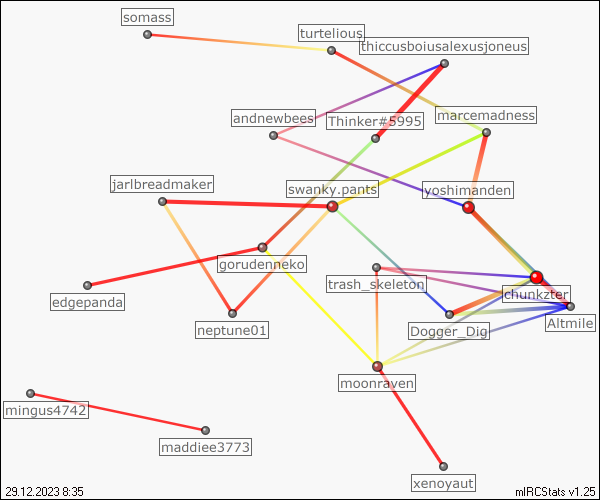 somass
turtelious
thiccusboiusalexusjoneus
andnewbees
Thinker#5995
marcemadness
jarlbreadmaker
swanky.pants
yoshimanden
gorudenneko
edgepanda
trash_skeleton
chunkzter
neptune01
Dogger_Dig
Altmile
moonraven
mingus4742
maddiee3773
xenoyaut
29.12.2023 8:35
mIRCStats v1.25